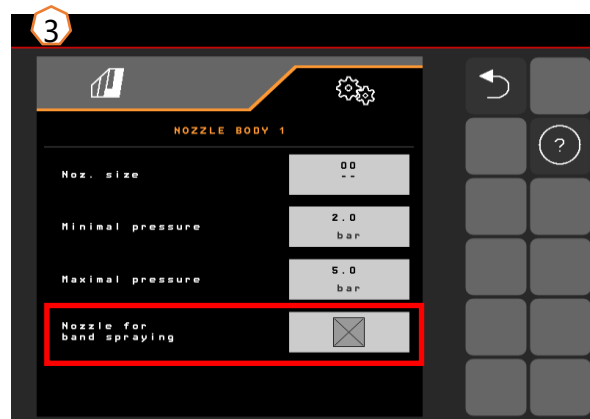 3
NOZZLE BODY 1
?
Noz. size
00
--
Minimal pressure
2.0
bar
Maximal pressure
5.0
bar
Nozzle for
band spraying